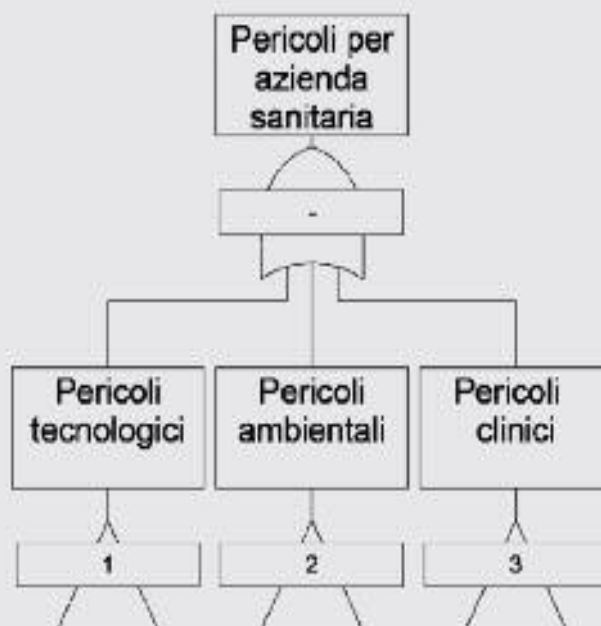 Pericoli per
azienda
sanitaria
-
Pericoli
tecnologici
Pericoli
ambientali
Pericoli
clinici
1
2
3